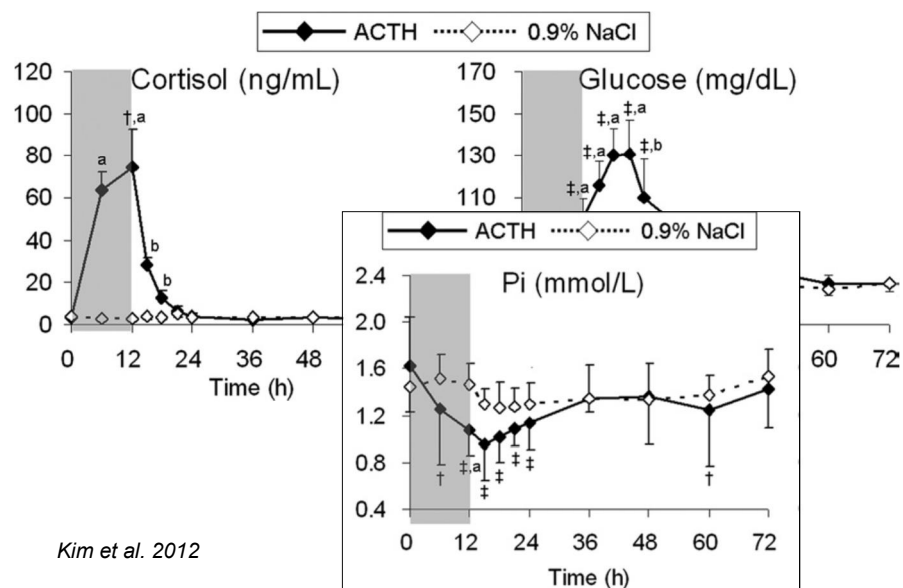 ACTH 0.9% NaCl
Cortisol (ng/mL)
120
100
80
60
40
20
0
a
†,a
b
b
0 12 24 36 48
Time (h)
Glucose (mg/dL)
170
150
130
110
‡,a
‡,a
‡,a
‡,a
‡,b
60 72
ACTH 0.9% NaCl
Pi (mmol/L)
2.4
2.0
1.6
1.2
0.8
0.4
†
‡,a
‡
‡
‡
‡
†
0 12 24 36 48 60 72
Time (h)
Kim et al. 2012